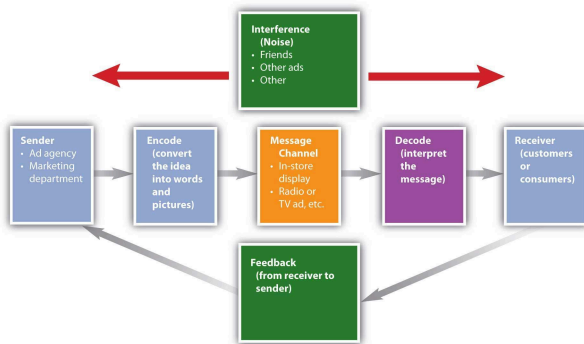 Interference
(Noise)
• Friends
• Other ads
• Other
Sender
• Ad agency
• Marketing
department
Encode
(convert the
idea
into words
and
pictures)
Message
Channel
• In-store
display
• Radio or
TV ad, etc.
Decode
(interpret
the
message)
Receiver
(customers
or
consumers)
Feedback
(from receiver to
sender)